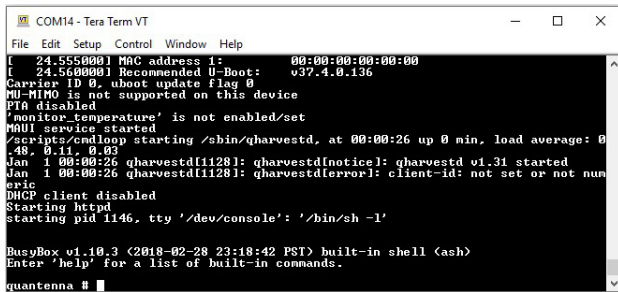 COM14 - Tera Term VT
File Edit Setup Control Window Help
[   24.555000] MAC address 1:         00:00:00:00:00:00
[   24.560000] Recommended U-Boot:    v37.4.0.136
Carrier ID 0, uboot update flag 0
MU-MIMO is not supported on this device
PTA disabled
'monitor_temperature' is not enabled/set
MAUI service started
/scripts/cmdloop starting /sbin/qharvestd, at 00:00:26 up 0 min, load average: 0
.48, 0.11, 0.03
Jan  1 00:00:26 qharvestd[1128]: qharvestd[notice]: qharvestd v1.31 started
Jan  1 00:00:26 qharvestd[1128]: qharvestd[error]: client-id: not set or not num
eric
DHCP client disabled
Starting httpd
starting pid 1146, tty '/dev/console': '/bin/sh -l'
BusyBox v1.10.3 (2018-02-28 23:18:42 PST) built-in shell (ash)
Enter 'help' for a list of built-in commands.
quantenna #